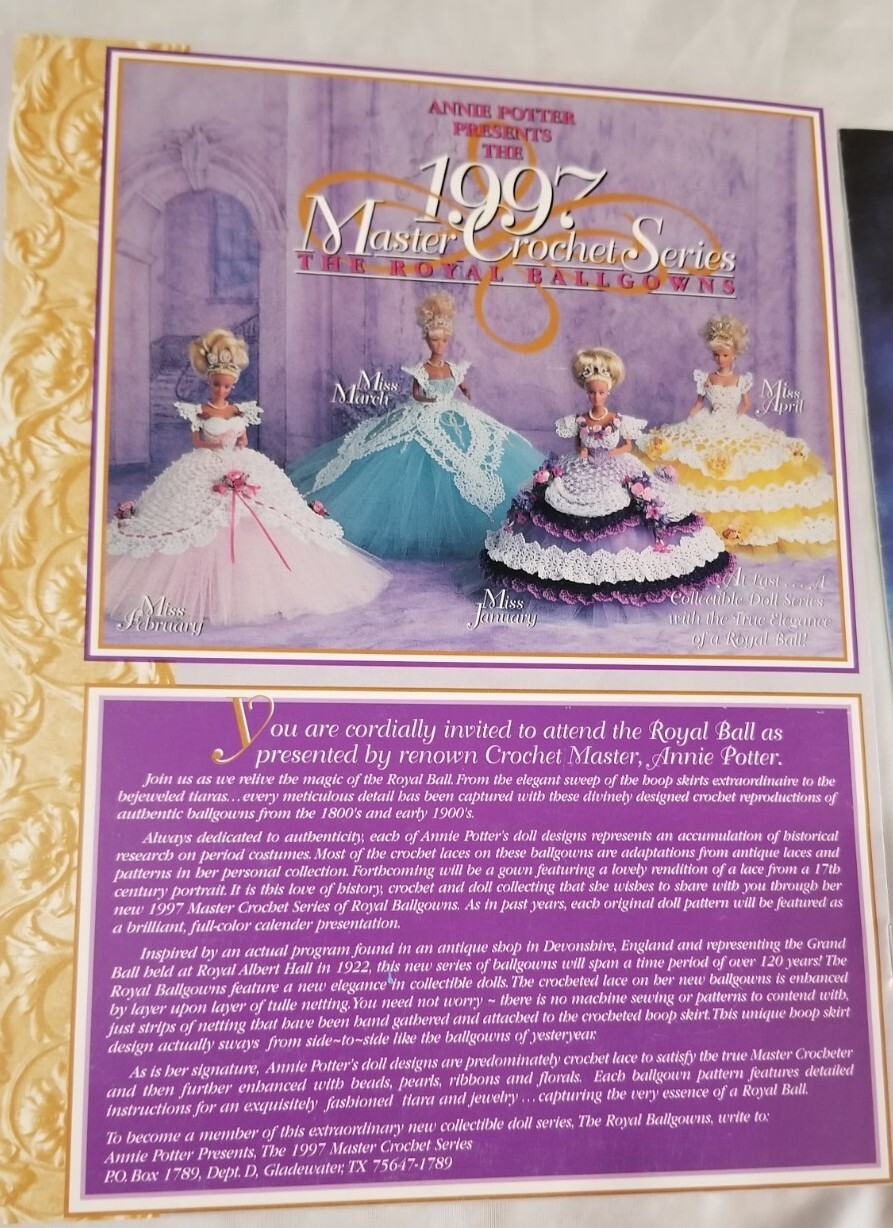 ANNIE POTTER
PRESENTS
THE
1997
Master Crochet Series
THE ROYAL BALLGOWNS
Miss
March
Miss
April
Miss
February
Miss
January
At Last . . . A
Collectible Doll Series
with the True Elegance
of a Royal Ball!
You are cordially invited to attend the Royal Ball as
presented by renown Crochet Master, Annie Potter.
Join us as we relive the magic of the Royal Ball. From the elegant sweep of the hoop skirts extraordinaire to the
bejeweled tiaras...every meticulous detail has been captured with these divinely designed crochet reproductions of
authentic ballgowns from the 1800's and early 1900's.
Always dedicated to authenticity, each of Annie Potter's doll designs represents an accumulation of historical
research on period costumes. Most of the crochet laces on these ballgowns are adaptations from antique laces and
patterns in her personal collection. Forthcoming will be a gown featuring a lovely rendition of a lace from a 17th
century portrait. It is this love of history, crochet and doll collecting that she wishes to share with you through her
new 1997 Master Crochet Series of Royal Ballgowns. As in past years, each original doll pattern will be featured as
a brilliant, full-color calender presentation.
Inspired by an actual program found in an antique shop in Devonshire, England and representing the Grand
Ball held at Royal Albert Hall in 1922, this new series of ballgowns will span a time period of over 120 years! The
Royal Ballgowns feature a new elegance in collectible dolls. The crocheted lace on her new ballgowns is enhanced
by layer upon layer of tulle netting. You need not worry ~ there is no machine sewing or patterns to contend with,
just strips of netting that have been hand gathered and attached to the crocheted hoop skirt. This unique hoop skirt
design actually sways from side~to~side like the ballgowns of yesteryear.
As is her signature, Annie Potter's doll designs are predominately crochet lace to satisfy the true Master Crocheter
and then further enhanced with beads, pearls, ribbons and florals. Each ballgown pattern features detailed
instructions for an exquisitely fashioned tiara and jewelry . . . capturing the very essence of a Royal Ball.
To become a member of this extraordinary new collectible doll series, The Royal Ballgowns, write to:
Annie Potter Presents, The 1997 Master Crochet Series
P.O. Box 1789, Dept. D, Gladewater, TX 75647-1789